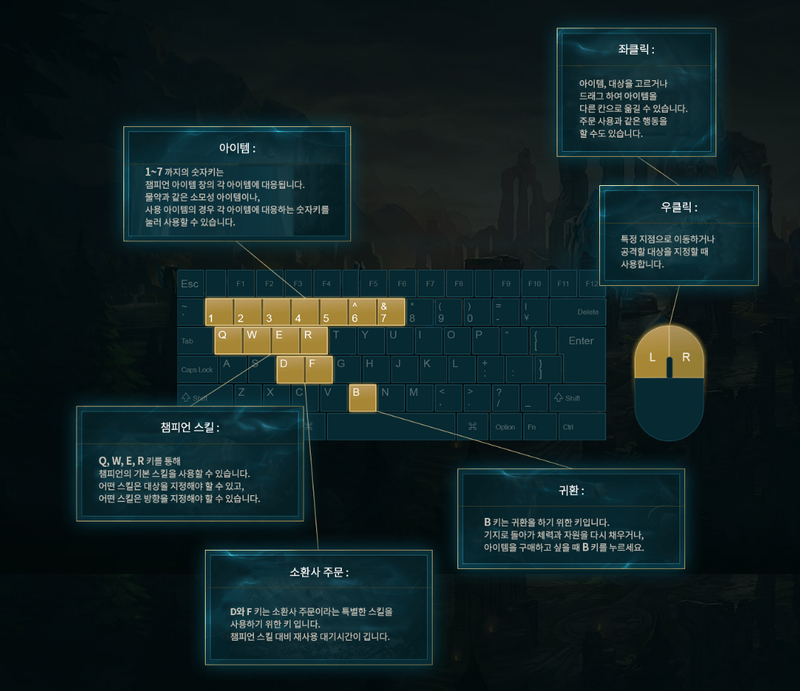 좌클릭 :
아이템, 대상을 고르거나
드래그 하여 아이템을
다른 칸으로 옮길 수 있습니다.
주문 사용과 같은 행동을
할 수도 있습니다.
아이템 :
1~7 까지의 숫자키는
챔피언 아이템 창의 각 아이템에 대응됩니다.
물약과 같은 소모성 아이템이나,
사용 아이템의 경우 각 아이템에 대응하는 숫자키를
눌러 사용할 수 있습니다.
우클릭 :
특정 지점으로 이동하거나
공격할 대상을 지정할 때
사용합니다.
Esc F1 F2 F3 F4 F5 F6 F7 F8 F9 F10 F11 F12
~ ^ & * ( ) = |
1 2 3 4 5 6 7 8 9 0 - ¥ Delete
Tab Q W E R T Y U I O P " { [ Enter
L R
Caps Lock A S D F G H J K L + ; : } ]
Shift Z X C V B N M < , > . ? / _ Shift
⌘ ⌘ Option Fn Ctrl
챔피언 스킬 :
Q, W, E, R 키를 통해
챔피언의 기본 스킬을 사용할 수 있습니다.
어떤 스킬은 대상을 지정해야 할 수 있고,
어떤 스킬은 방향을 지정해야 할 수 있습니다.
귀환 :
B 키는 귀환을 하기 위한 키입니다.
기지로 돌아가 체력과 자원을 다시 채우거나,
아이템을 구매하고 싶을 때 B 키를 누르세요.
소환사 주문 :
D와 F 키는 소환사 주문이라는 특별한 스킬을
사용하기 위한 키 입니다.
챔피언 스킬 대비 재사용 대기시간이 깁니다.